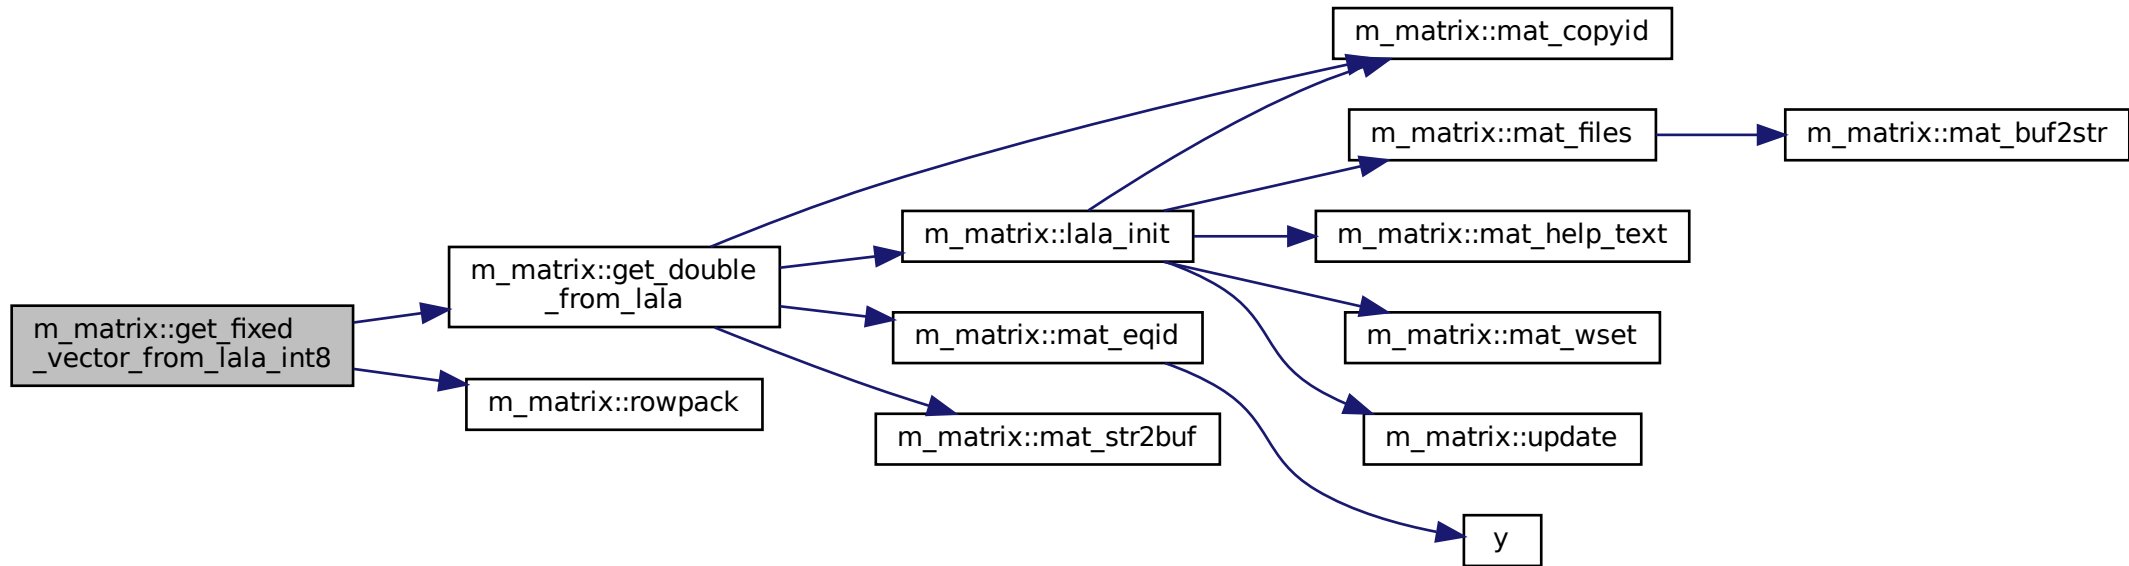 m_matrix::get_fixed
_vector_from_lala_int8
m_matrix::get_double
_from_lala
m_matrix::rowpack
m_matrix::lala_init
m_matrix::mat_eqid
m_matrix::mat_str2buf
m_matrix::mat_copyid
m_matrix::mat_files
m_matrix::mat_help_text
m_matrix::mat_wset
m_matrix::update
y
m_matrix::mat_buf2str